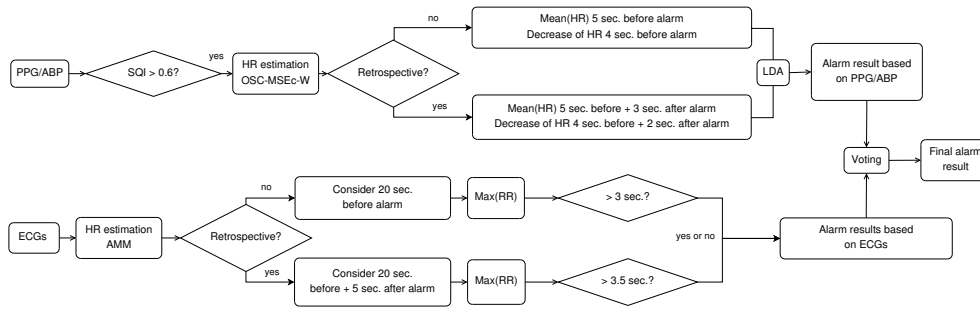 PPG/ABP
SQI > 0.6?
yes
HR estimation
OSC-MSEc-W
Retrospective?
no
Mean(HR) 5 sec. before alarm
Decrease of HR 4 sec. before alarm
yes
Mean(HR) 5 sec. before + 3 sec. after alarm
Decrease of HR 4 sec. before + 2 sec. after alarm
LDA
Alarm result based
on PPG/ABP
Voting
Final alarm
result
ECGs
HR estimation
AMM
Retrospective?
no
Consider 20 sec.
before alarm
Max(RR)
> 3 sec.?
yes
Consider 20 sec.
before + 5 sec. after alarm
Max(RR)
> 3.5 sec.?
yes or no
Alarm results based
on ECGs